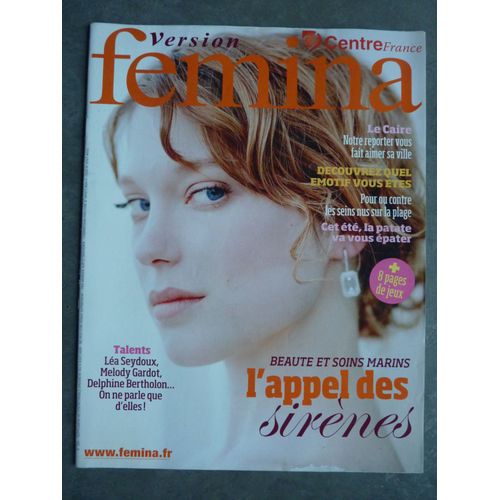 Version
Centre France
femina
Le Caire
Notre reporter vous
fait aimer sa ville
DÉCOUVREZ QUEL
ÉMOTIF VOUS ÊTES
Pour ou contre
les seins nus sur la plage
Cet été, la patate
va vous épater
+
8 pages
de jeux
Talents
Léa Seydoux,
Melody Gardot,
Delphine Bertholon...
On ne parle que
d'elles !
BEAUTE ET SOINS MARINS
l'appel des
sirènes
www.femina.fr